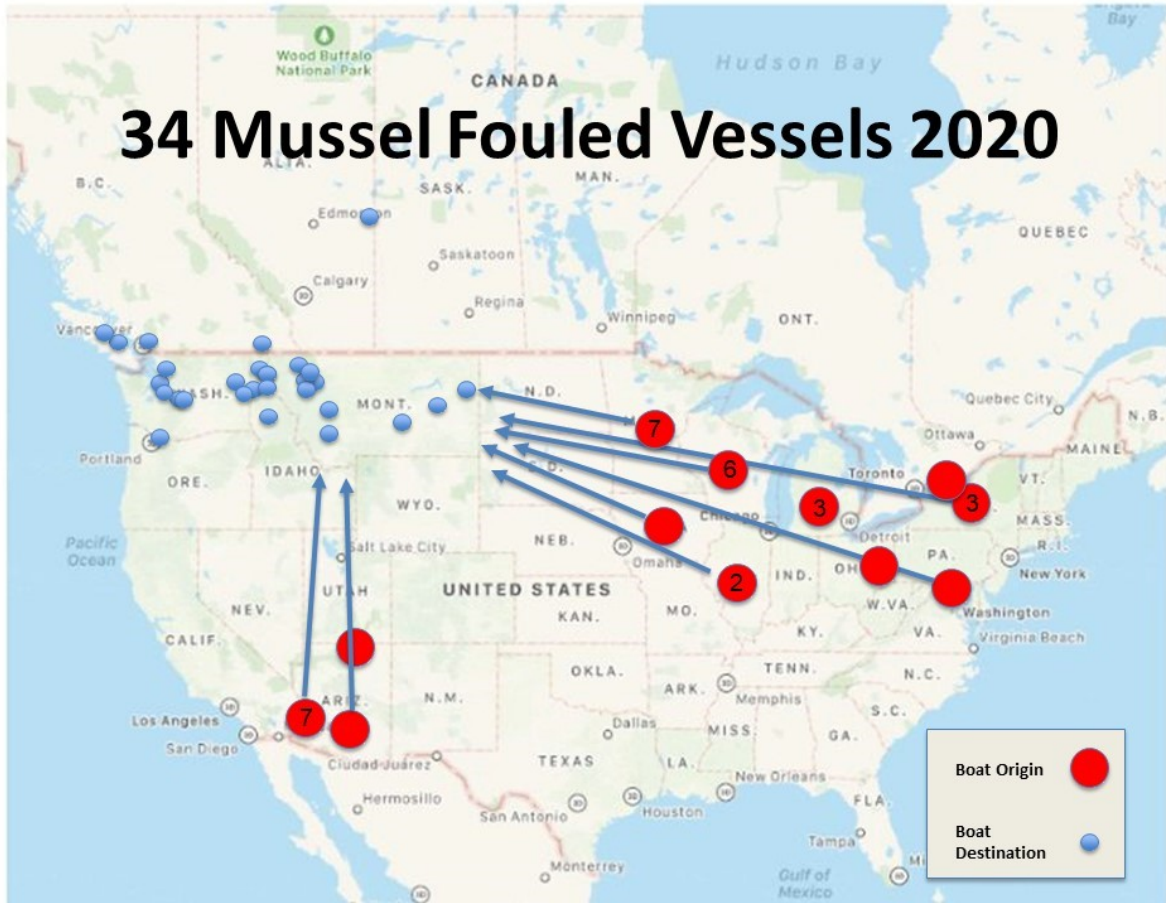 Bay
Wood Buffalo
National Park
Hudson Bay
CANADA
34 Mussel Fouled Vessels 2020
ALTA.
B.C.
SASK.
MAN.
Edmonton
QUEBEC
Saskatoon
Calgary
Regina
Winnipeg
ONT.
Vancouver
WASH.
MONT.
N.D.
Quebec City
N.B.
7
Ottawa
MAINE
Portland
6
Toronto
IDAHO
ORE.
S.D.
VT.
WYO.
3
3
Chicago
MASS.
Detroit
R.I.
Pacific
Ocean
Salt Lake City
NEB.
Omaha
PA.
New York
UTAH
UNITED STATES
2
IND.
OH
NEV.
KAN.
MO.
W.VA.
Washington
CALIF.
KY.
VA.
Virginia Beach
OKLA.
TENN.
N.C.
ARIZ.
N.M.
ARK.
Memphis
7
Los Angeles
S.C.
San Diego
Dallas
MISS.
GA.
Ciudad Juárez
TEXAS
LA.
New Orleans
Hermosillo
San Antonio
Houston
FLA.
Tampa
Mi
Monterrey
Gulf of
Mexico
Boat Origin
Boat
Destination